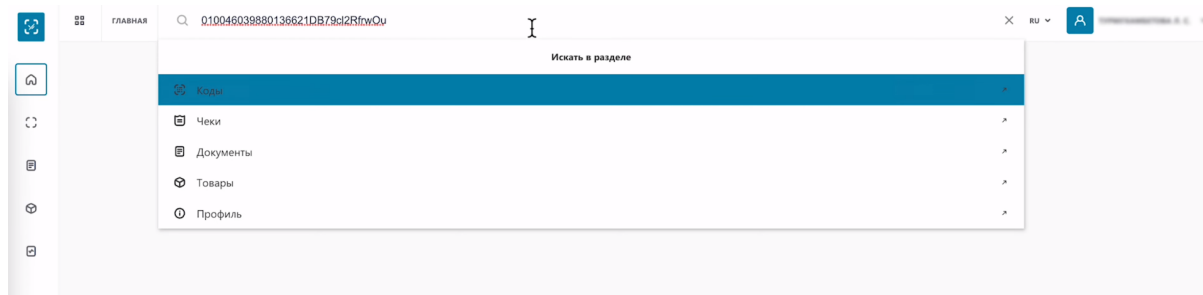 ГЛАВНАЯ
010046039880136621DB79cl2RfrwOu
RU
Искать в разделе
Коды
Чеки
Документы
Товары
Профиль